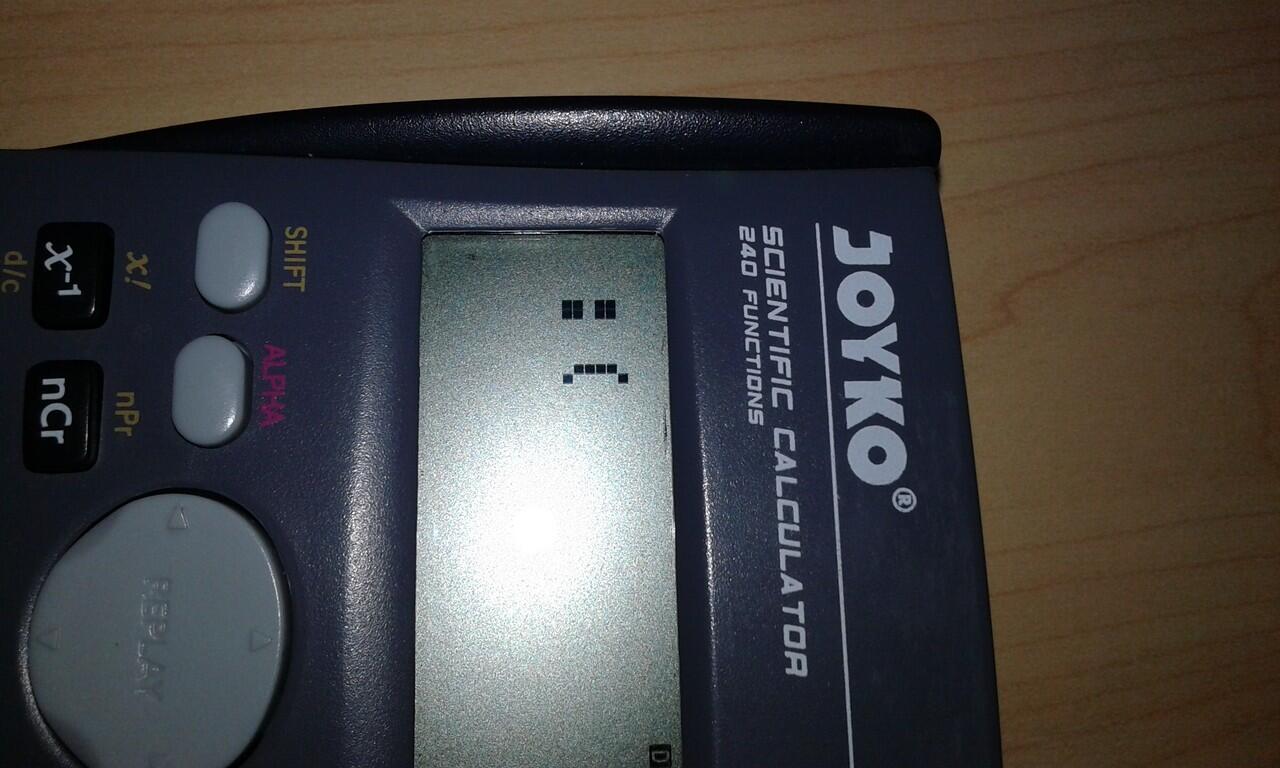 JOYKO®
SCIENTIFIC CALCULATOR
240 FUNCTIONS
:(
D
SHIFT
ALPHA
x!
nPr
x-1
nCr
d/c
REPLAY